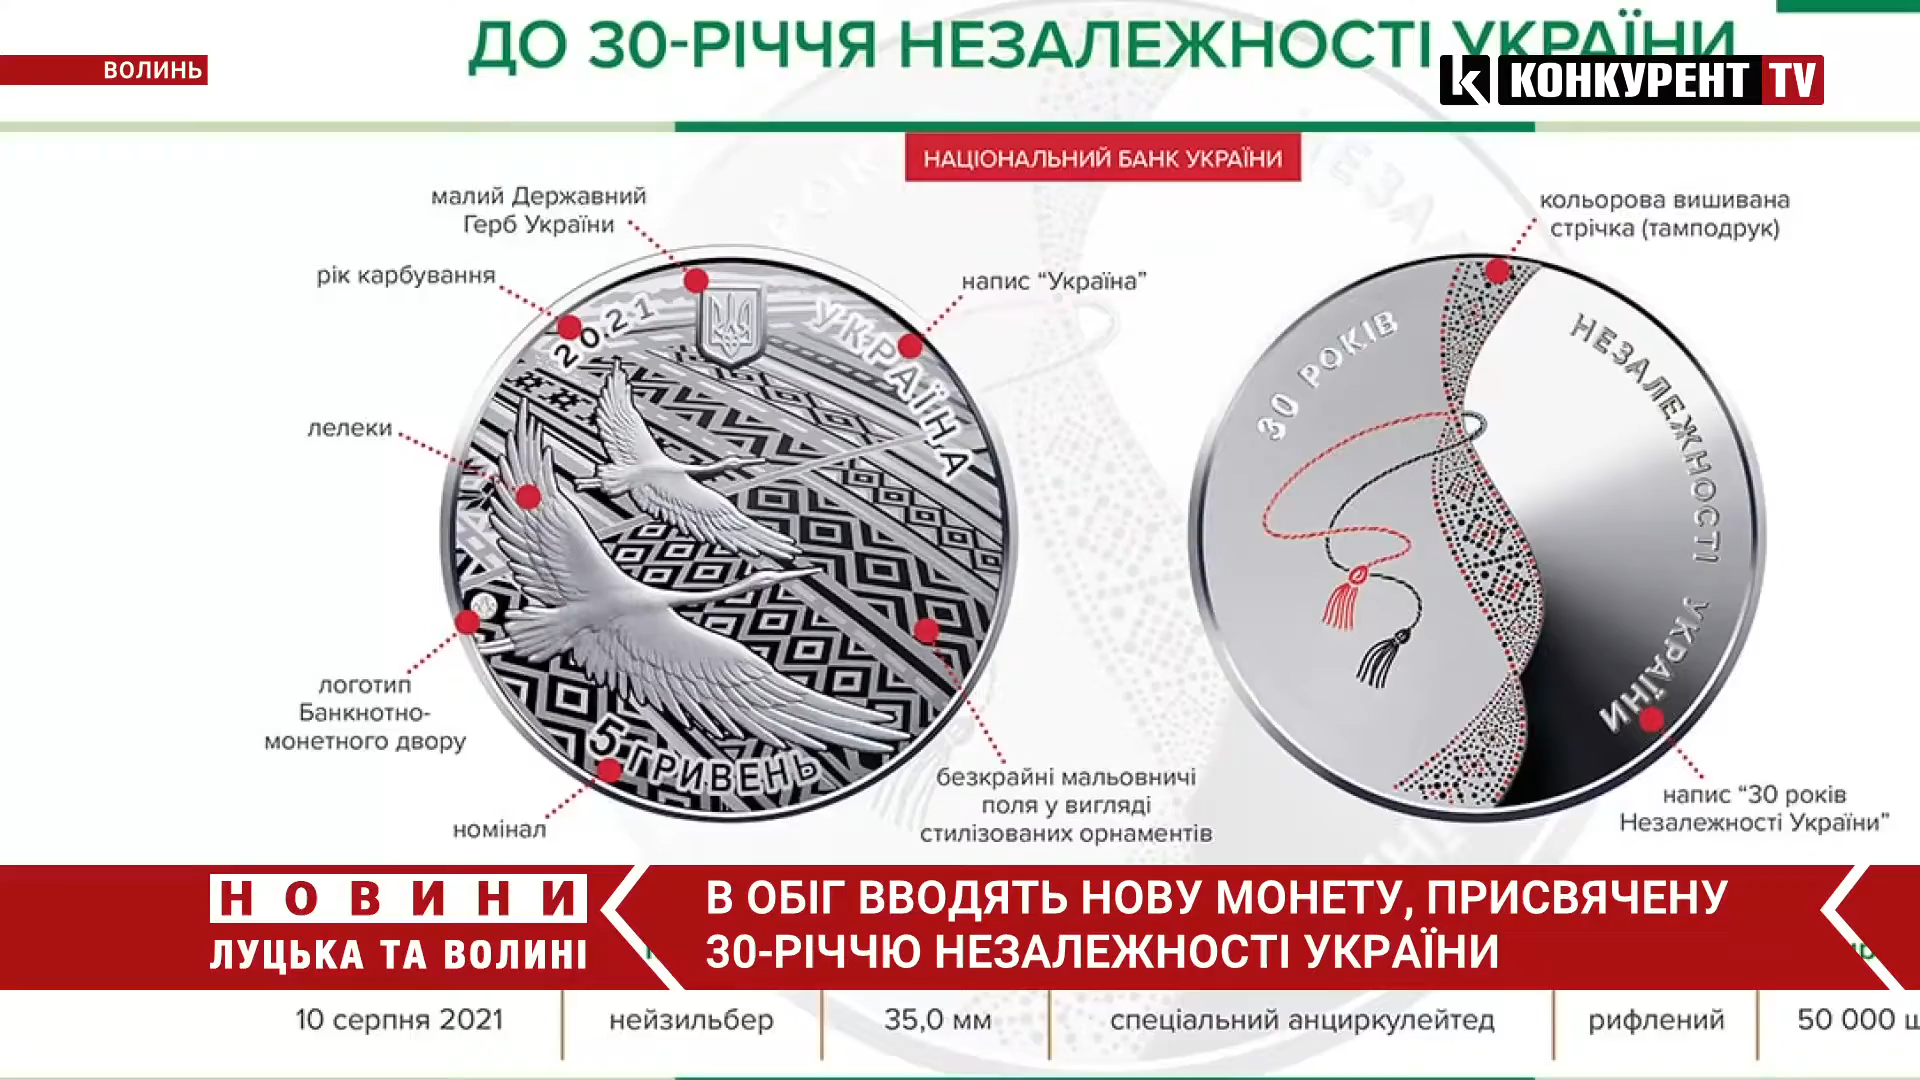 ДО 30-РІЧЧЯ НЕЗАЛЕЖНОСТІ УКРАЇНИ
ВОЛИНЬ
КОНКУРЕНТ TV
НАЦІОНАЛЬНИЙ БАНК УКРАЇНИ
малий Державний
Герб України
рік карбування
напис “Україна”
кольорова вишивана
стрічка (тамподрук)
2021
УКРАЇНА
30 РОКІВ
НЕЗАЛЕЖНОСТІ УКРАЇНИ
лелеки
логотип
Банкнотно-
монетного двору
5 ГРИВЕНЬ
номінал
безкрайні мальовничі
поля у вигляді
стилізованих орнаментів
напис “30 років
Незалежності України”
НОВИНИ
ЛУЦЬКА ТА ВОЛИНІ
В ОБІГ ВВОДЯТЬ НОВУ МОНЕТУ, ПРИСВЯЧЕНУ
30-РІЧЧЮ НЕЗАЛЕЖНОСТІ УКРАЇНИ
10 серпня 2021
нейзильбер
35,0 мм
спеціальний анциркулейтед
рифлений
50 000